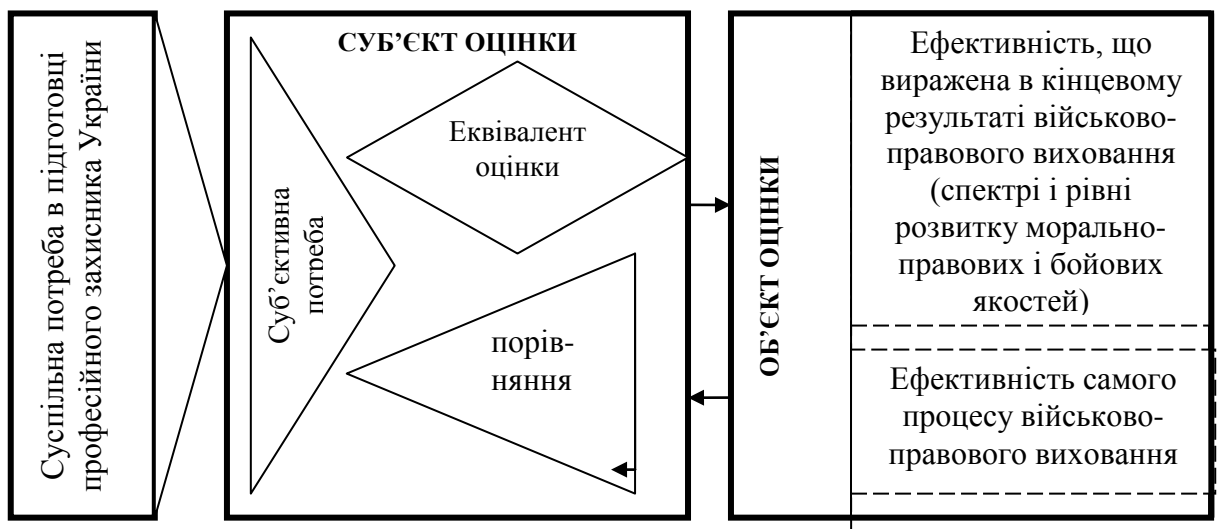 Суспільна потреба в підготовці
професійного захисника України
СУБ’ЄКТ ОЦІНКИ
Суб’єктивна
потреба
Еквівалент
оцінки
порів-
няння
ОБ’ЄКТ ОЦІНКИ
Ефективність, що
виражена в кінцевому
результаті військово-
правового виховання
(спектрі і рівні
розвитку морально-
правових і бойових
якостей)
Ефективність самого
процесу військово-
правового виховання